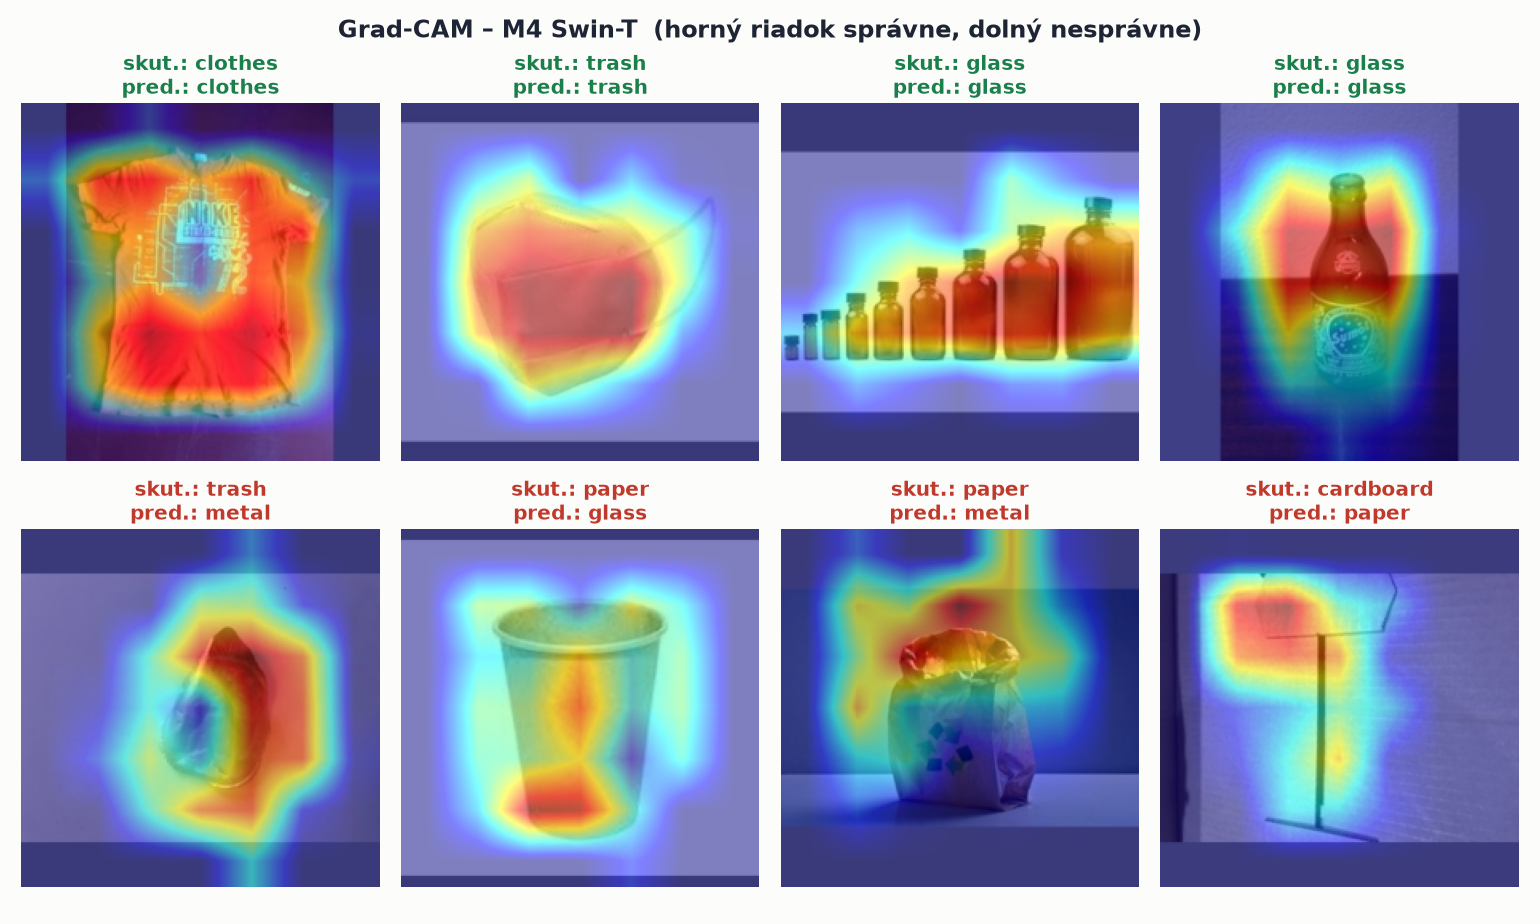 Grad-CAM – M4 Swin-T (horný riadok správne, dolný nesprávne)
skut.: clothes
pred.: clothes
skut.: trash
pred.: trash
skut.: glass
pred.: glass
skut.: glass
pred.: glass
NIKE
skut.: trash
pred.: metal
skut.: paper
pred.: glass
skut.: paper
pred.: metal
skut.: cardboard
pred.: paper